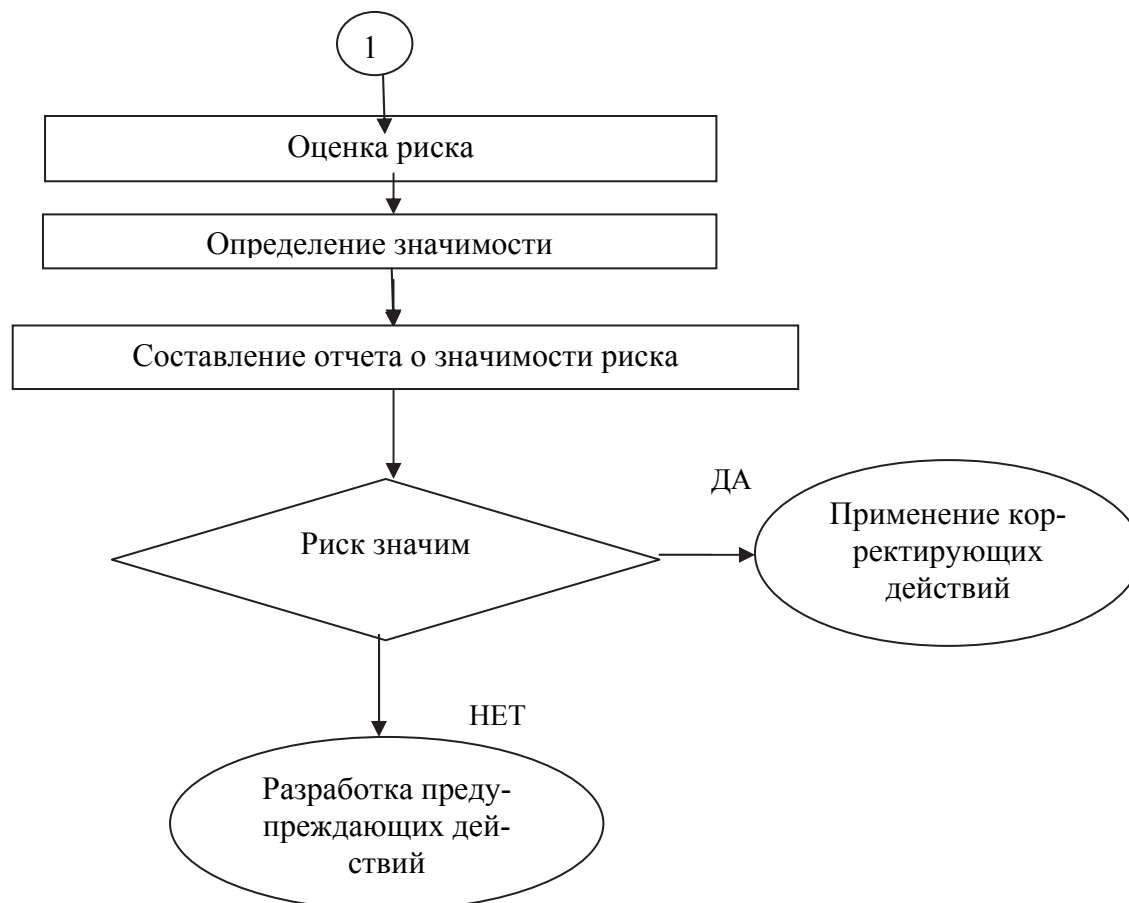 1
Оценка риска
Определение значимости
Составление отчета о значимости риска
ДА
Риск значим
Применение кор-
ректирующих
действий
НЕТ
Разработка преду-
преждающих дей-
ствий